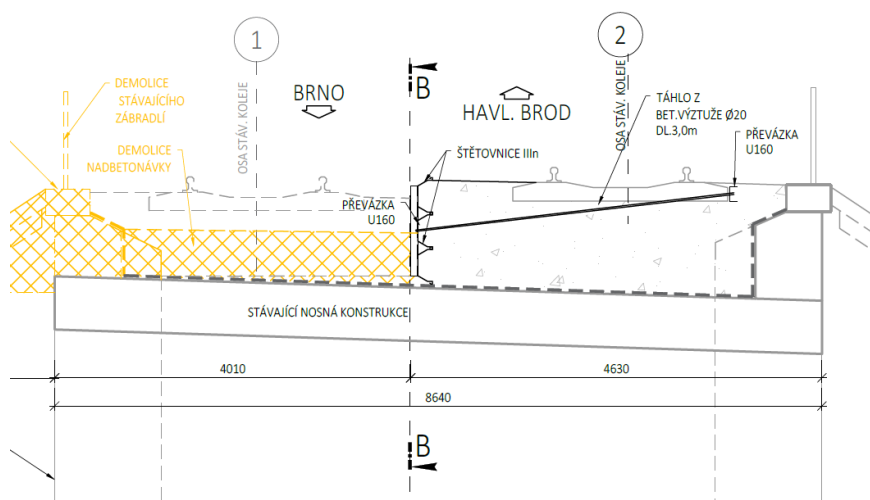 1
2
DEMOLICE
STÁVAJÍCÍHO
ZÁBRADLÍ
OSA STÁV. KOLEJE
BRNO
B
HAVL. BROD
OSA STÁV. KOLEJE
TÁHLO Z
BET.VÝZTUŽE Ø20
DL.3,0m
PŘEVÁZKA
U160
DEMOLICE
NADBETONÁVKY
ŠTĚTOVNICE IIIn
PŘEVÁZKA
U160
STÁVAJÍCÍ NOSNÁ KONSTRUKCE
4010
4630
8640
B